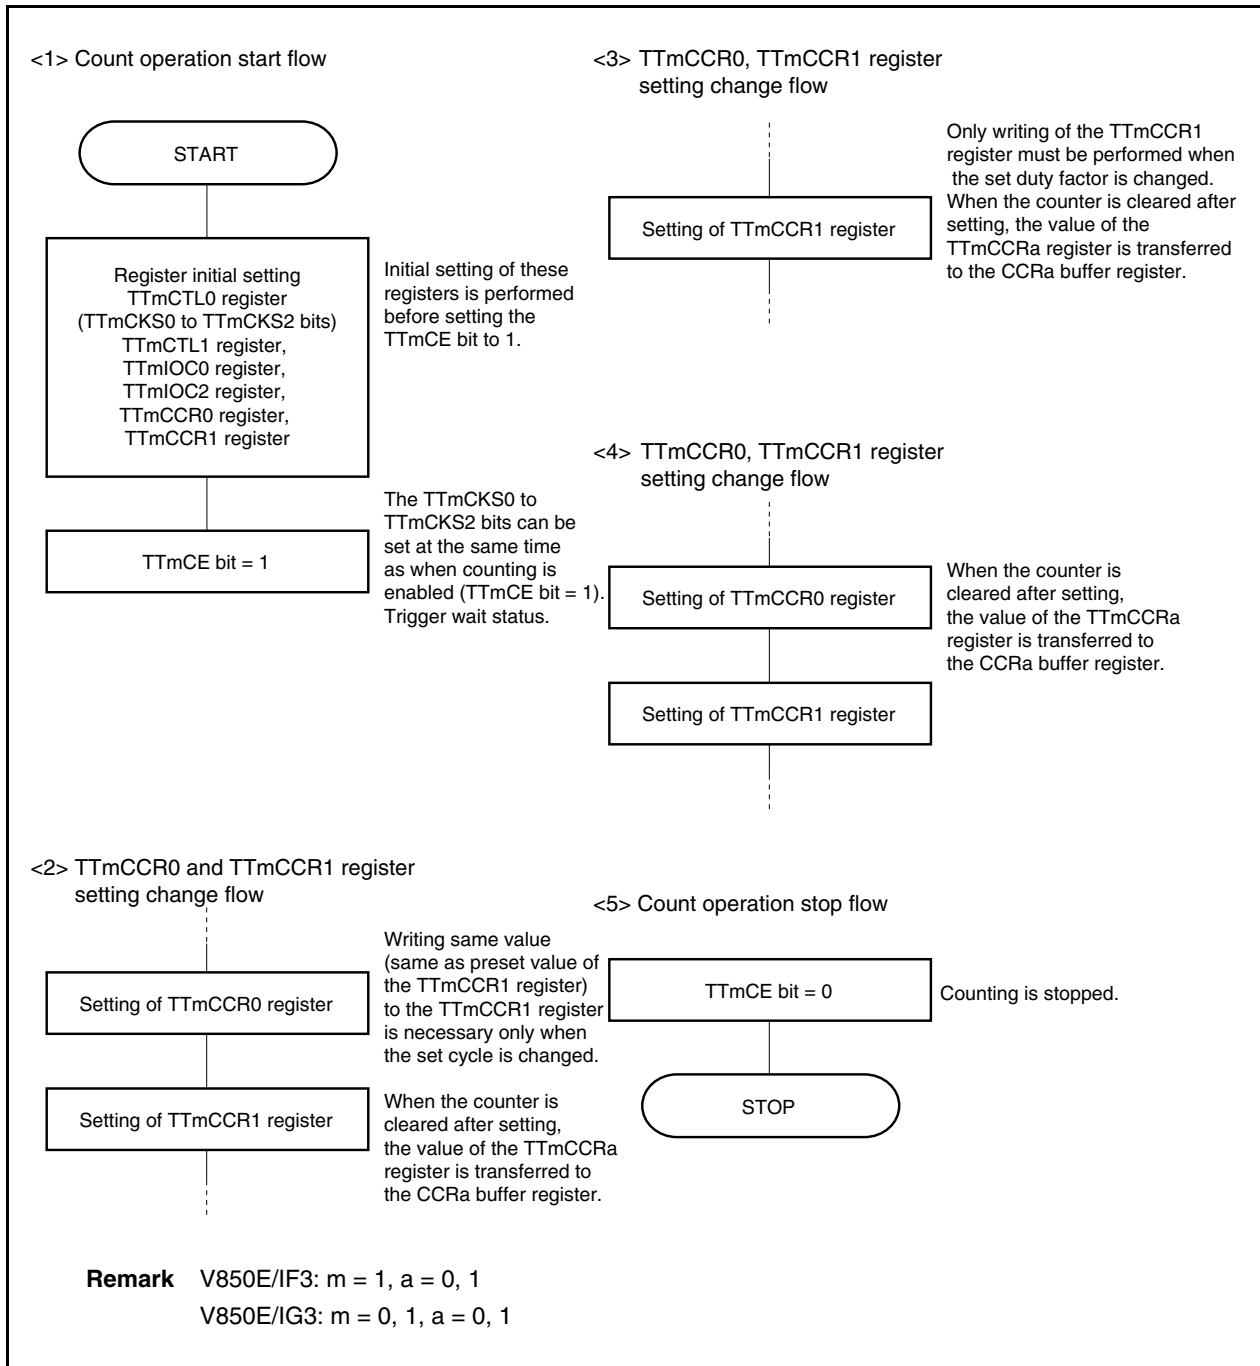 <1> Count operation start flow
START
Register initial setting
TTmCTL0 register
(TTmCKS0 to TTmCKS2 bits)
TTmCTL1 register,
TTmIOC0 register,
TTmIOC2 register,
TTmCCR0 register,
TTmCCR1 register
Initial setting of these
registers is performed
before setting the
TTmCE bit to 1.
TTmCE bit = 1
The TTmCKS0 to
TTmCKS2 bits can be
set at the same time
as when counting is
enabled (TTmCE bit = 1).
Trigger wait status.
<2> TTmCCR0 and TTmCCR1 register
setting change flow
Setting of TTmCCR0 register
Writing same value
(same as preset value of
the TTmCCR1 register)
to the TTmCCR1 register
is necessary only when
the set cycle is changed.
Setting of TTmCCR1 register
When the counter is
cleared after setting,
the value of the TTmCCRa
register is transferred to
the CCRa buffer register.
<3> TTmCCR0, TTmCCR1 register
setting change flow
Setting of TTmCCR1 register
Only writing of the TTmCCR1
register must be performed when
the set duty factor is changed.
When the counter is cleared after
setting, the value of the
TTmCCRa register is transferred
to the CCRa buffer register.
<4> TTmCCR0, TTmCCR1 register
setting change flow
Setting of TTmCCR0 register
When the counter is
cleared after setting,
the value of the TTmCCRa
register is transferred to
the CCRa buffer register.
Setting of TTmCCR1 register
<5> Count operation stop flow
TTmCE bit = 0
Counting is stopped.
STOP
Remark V850E/IF3: m = 1, a = 0, 1
V850E/IG3: m = 0, 1, a = 0, 1